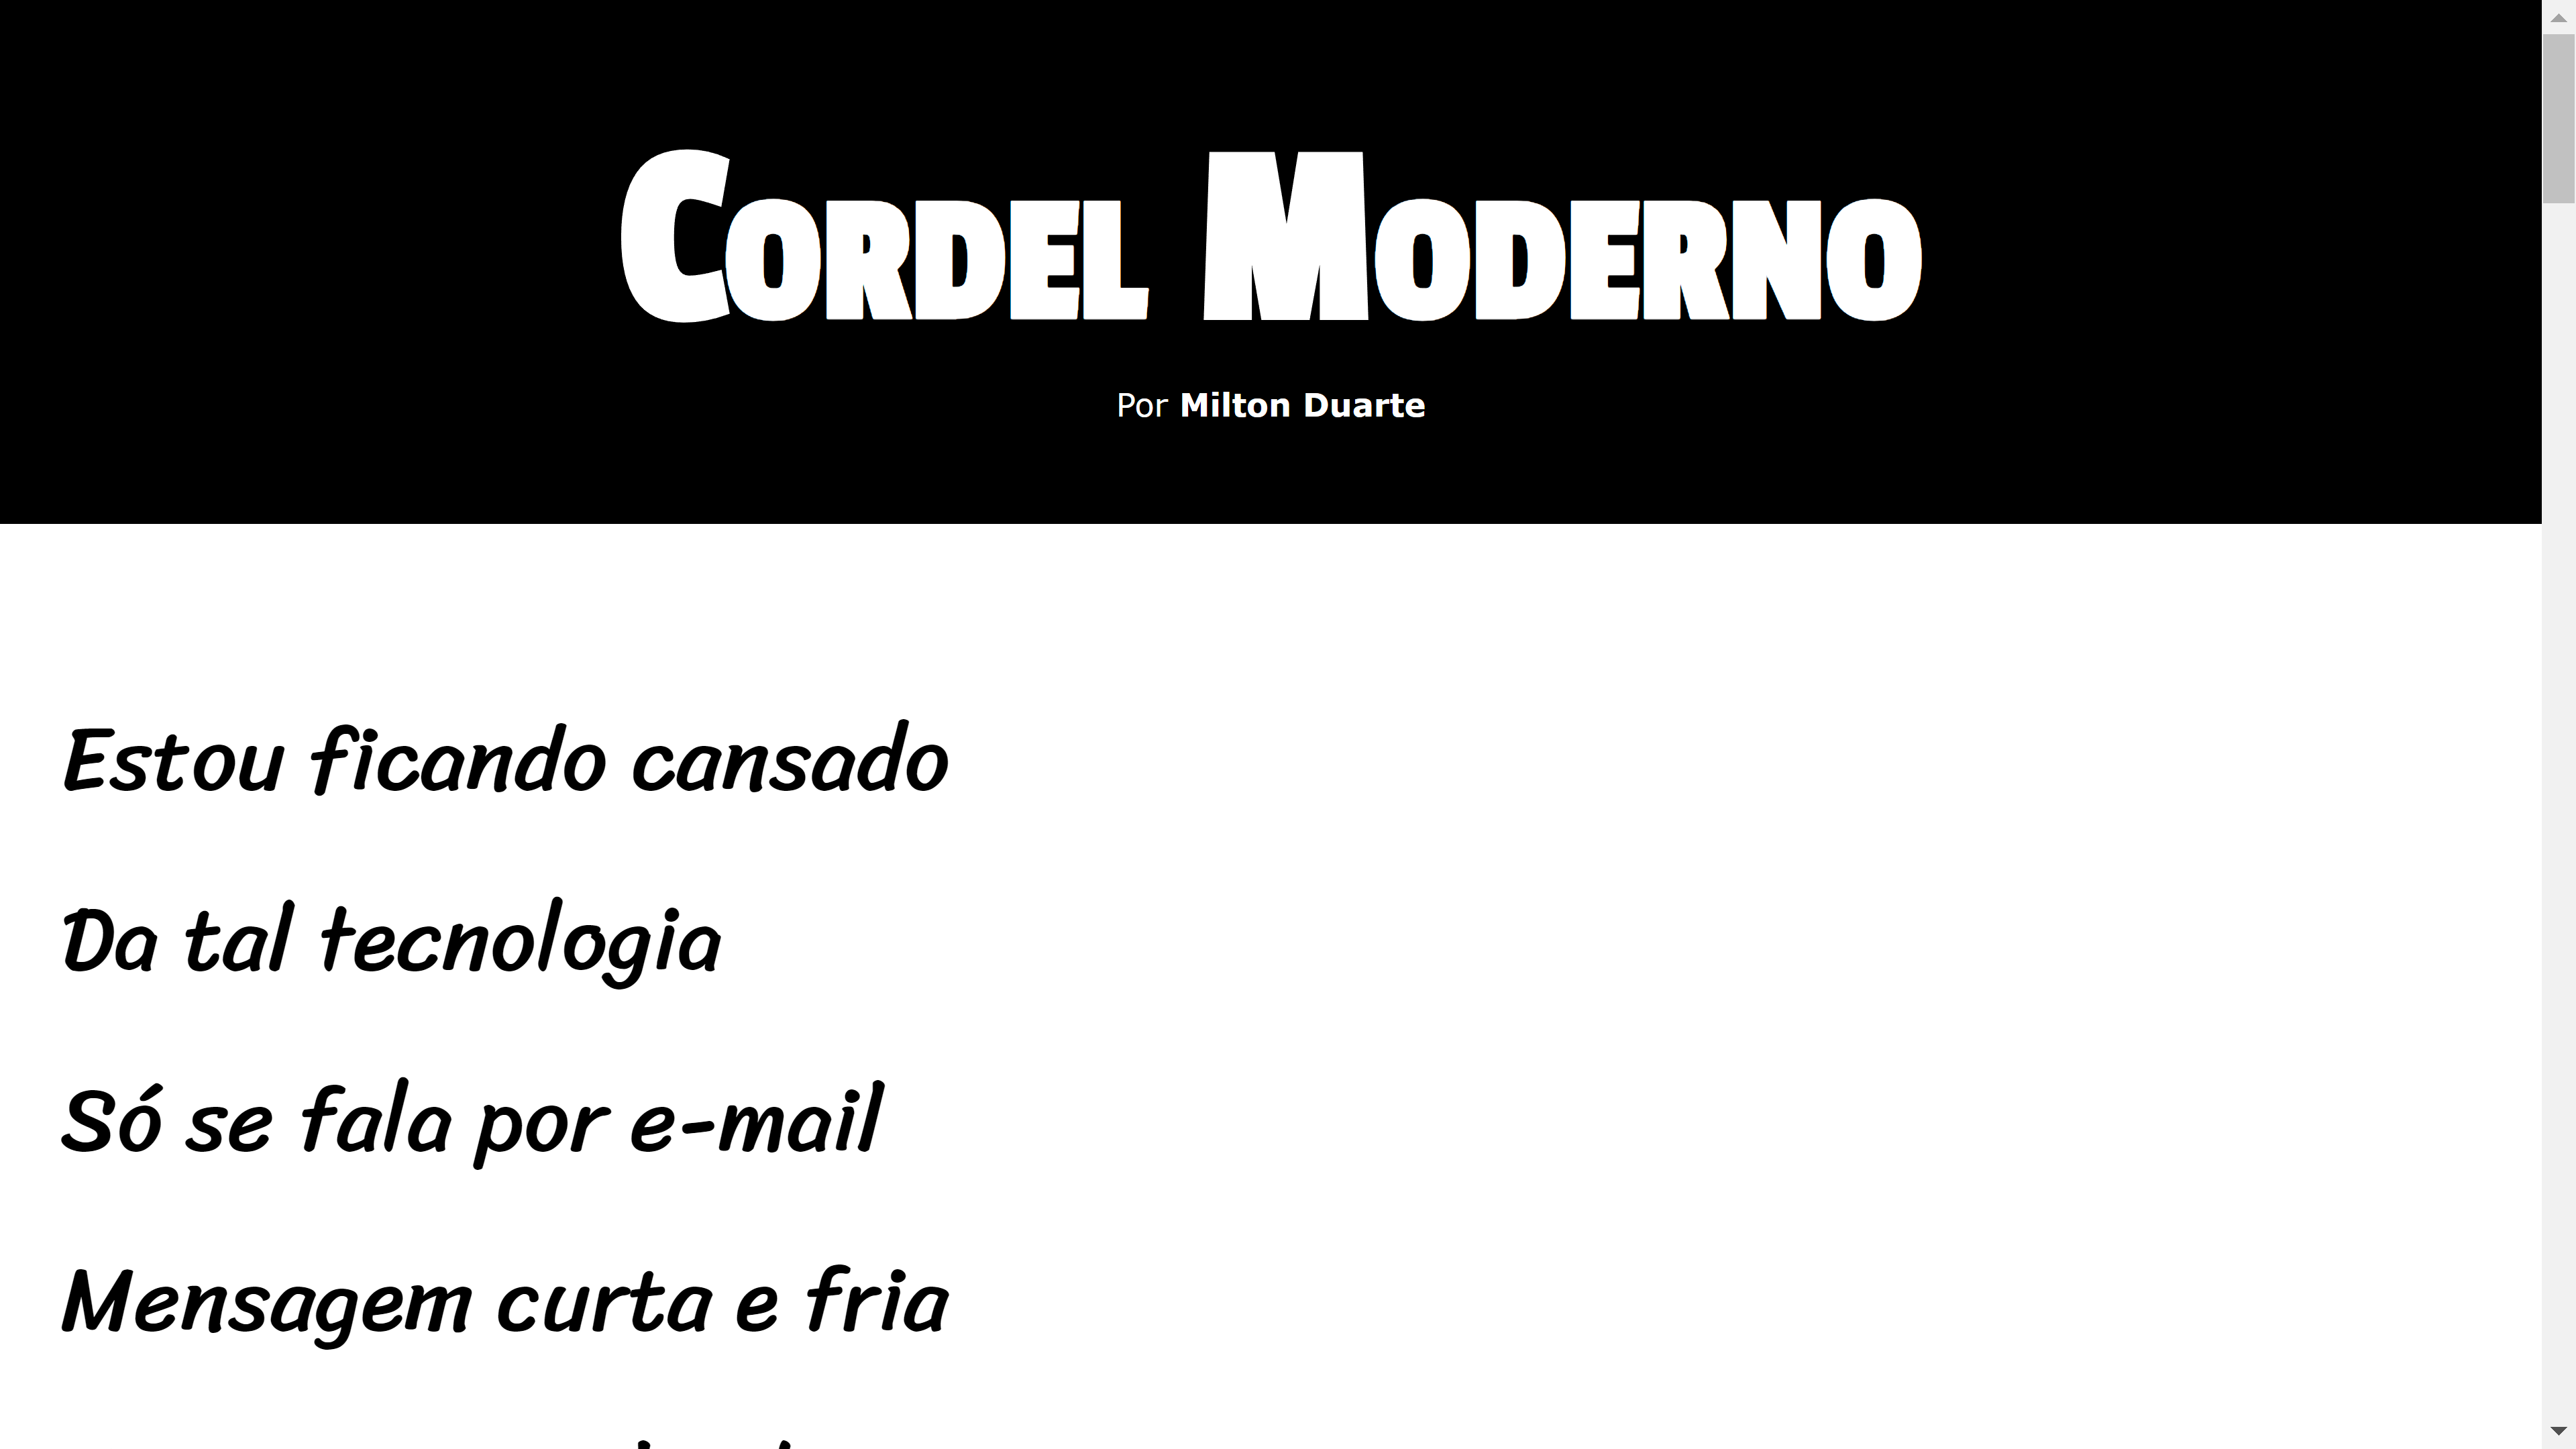 Cordel Moderno
Por Milton Duarte
Estou ficando cansado
Da tal tecnologia
Só se fala por e-mail
Mensagem curta e fria